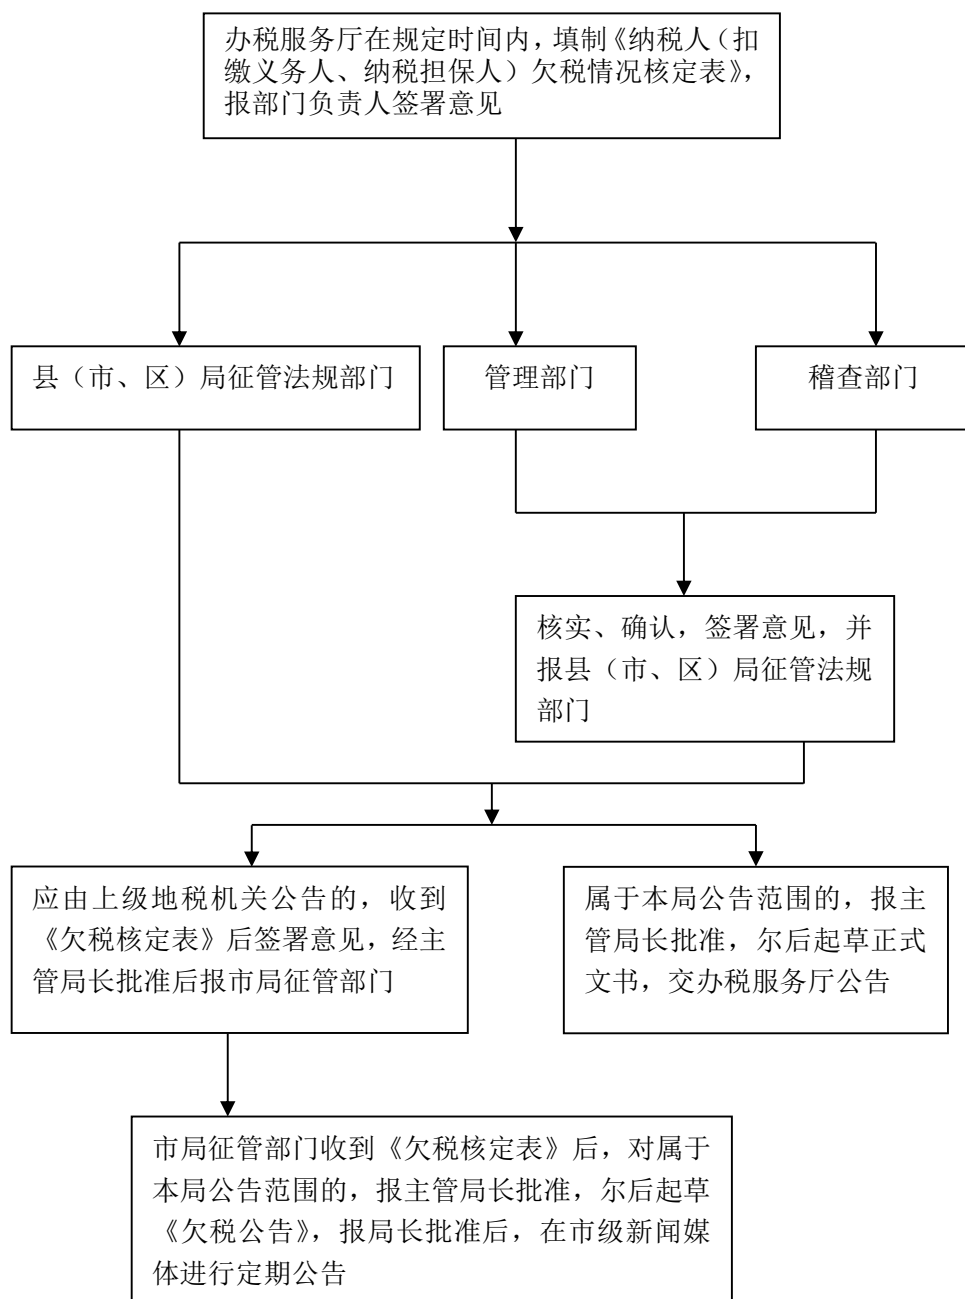 办税服务厅在规定时间内，填制《纳税人（扣
缴义务人、纳税担保人）欠税情况核定表》，
报部门负责人签署意见
县（市、区）局征管法规部门
管理部门
稽查部门
核实、确认，签署意见，并
报县（市、区）局征管法规
部门
应由上级地税机关公告的，收到
《欠税核定表》后签署意见，经主
管局长批准后报市局征管部门
属于本局公告范围的，报主
管局长批准，尔后起草正式
文书，交办税服务厅公告
市局征管部门收到《欠税核定表》后，对属于
本局公告范围的，报主管局长批准，尔后起草
《欠税公告》，报局长批准后，在市级新闻媒
体进行定期公告